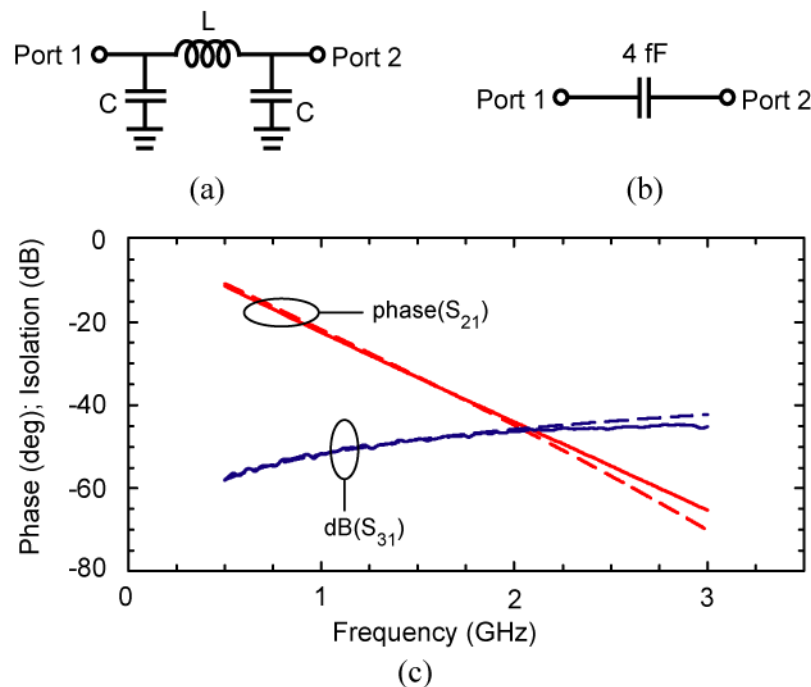 L
Port 1
Port 2
C
C
(a)
4 fF
Port 1
Port 2
(b)
Phase (deg); Isolation (dB)
0
-20
-40
-60
-80
phase(S21)
dB(S31)
0
1
2
3
Frequency (GHz)
(c)